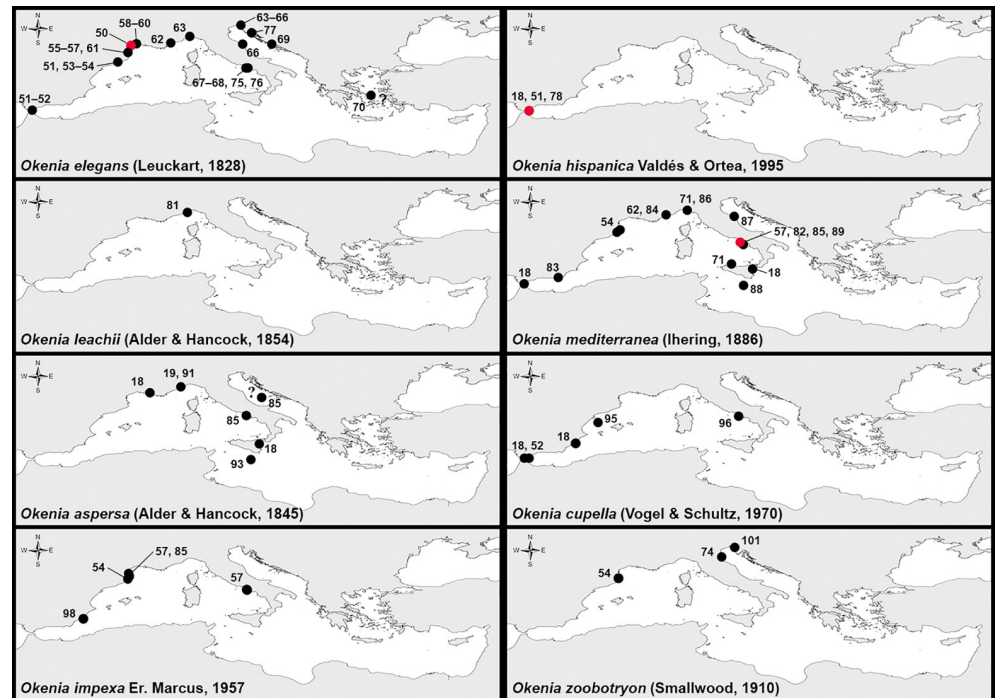 N
W E
S
50
58–60
63
63–66
77
69
62
66
55–57, 61
51, 53–54
67–68, 75, 76
51–52
70
?
Okenia elegans (Leuckart, 1828)
N
W E
S
18, 51, 78
Okenia hispanica Valdés & Ortea, 1995
N
W E
S
81
Okenia leachii (Alder & Hancock, 1854)
N
W E
S
62, 84
71, 86
54
87
57, 82, 85, 89
71
18
83
18
88
Okenia mediterranea (Ihering, 1886)
N
W E
S
18
19, 91
?
85
85
18
93
Okenia aspersa (Alder & Hancock, 1845)
N
W E
S
95
96
18
18, 52
Okenia cupella (Vogel & Schultz, 1970)
N
W E
S
57, 85
54
57
98
Okenia impexa Er. Marcus, 1957
N
W E
S
101
74
54
Okenia zoobotryon (Smallwood, 1910)